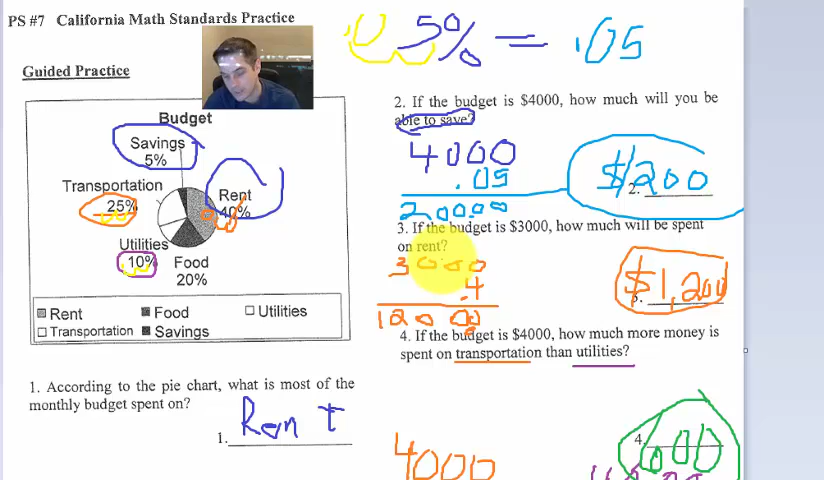 PS #7 California Math Standards Practice
5% = .05
Guided Practice
Budget
Savings
5%
Transportation
25%
Rent
40%
Utilities
10%
Food
20%
Rent
Food
Utilities
Transportation
Savings
1. According to the pie chart, what is most of the
monthly budget spent on?
1. Rent
2. If the budget is $4000, how much will you be
able to save?
4000
.05
200.00
2. $200
3. If the budget is $3000, how much will be spent
on rent?
3000
.4
1200.0
3. $1,200
4. If the budget is $4000, how much more money is
spent on transportation than utilities?
4.
4000